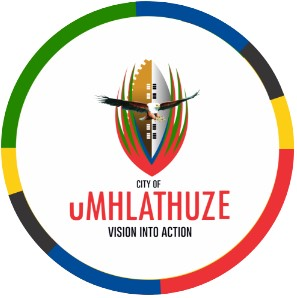 CITY OF
uMHLATHUZE
VISION INTO ACTION